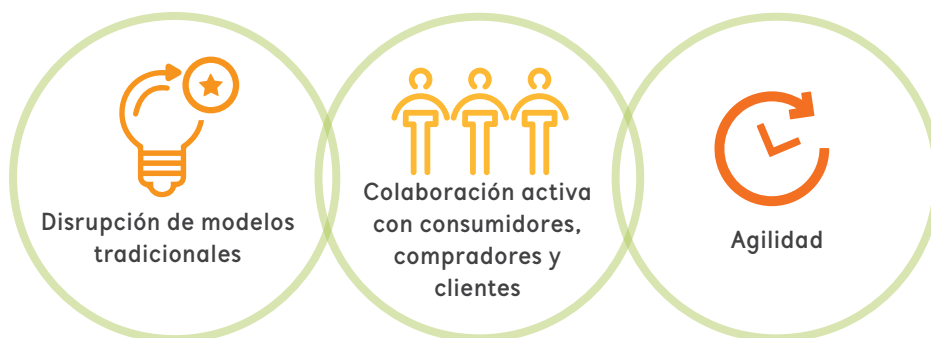 Disrupción de modelos
tradicionales
Colaboración activa
con consumidores,
compradores y
clientes
Agilidad